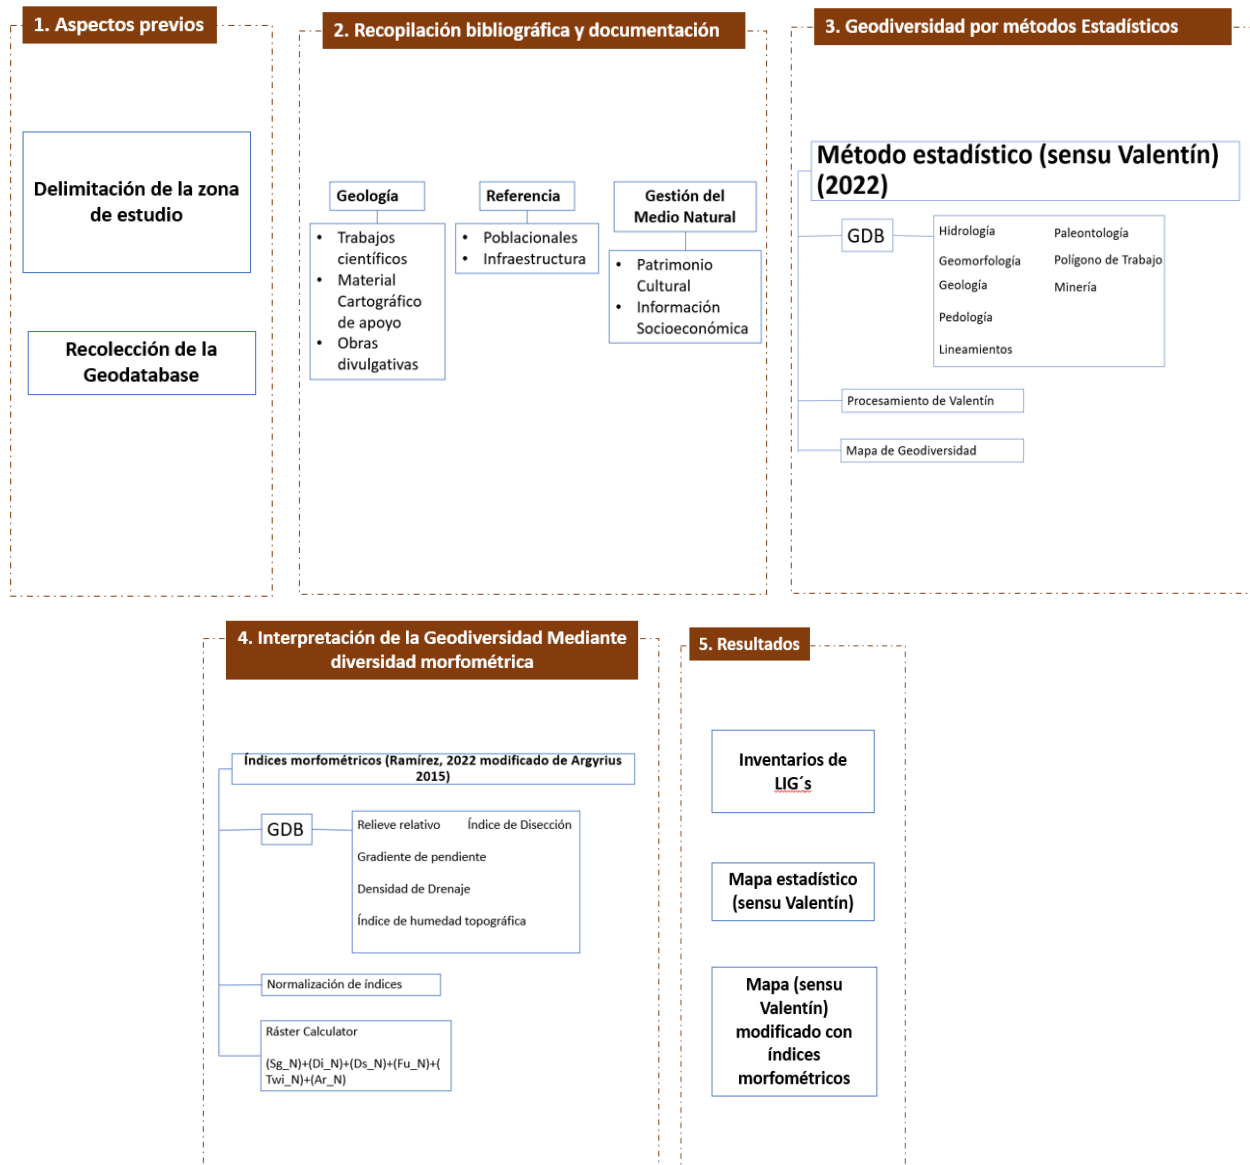 1. Aspectos previos
Delimitación de la zona
de estudio
Recolección de la
Geodatabase
2. Recopilación bibliográfica y documentación
Geología
• Trabajos
científicos
• Material
Cartográfico
de apoyo
• Obras
divulgativas
Referencia
• Poblacionales
• Infraestructura
Gestión del
Medio Natural
• Patrimonio
Cultural
• Información
Socioeconómica
3. Geodiversidad por métodos Estadísticos
Método estadístico (sensu Valentín)
(2022)
GDB
Hidrología
Geomorfología
Geología
Pedología
Lineamientos
Paleontología
Polígono de Trabajo
Minería
Procesamiento de Valentín
Mapa de Geodiversidad
4. Interpretación de la Geodiversidad Mediante
diversidad morfométrica
Índices morfométricos (Ramírez, 2022 modificado de Argyrius
2015)
GDB
Relieve relativo Índice de Disección
Gradiente de pendiente
Densidad de Drenaje
Índice de humedad topográfica
Normalización de índices
Ráster Calculator
(Sg_N)+(Di_N)+(Ds_N)+(Fu_N)+(
Twi_N)+(Ar_N)
5. Resultados
Inventarios de
LIG´s
Mapa estadístico
(sensu Valentín)
Mapa (sensu
Valentín)
modificado con
índices
morfométricos